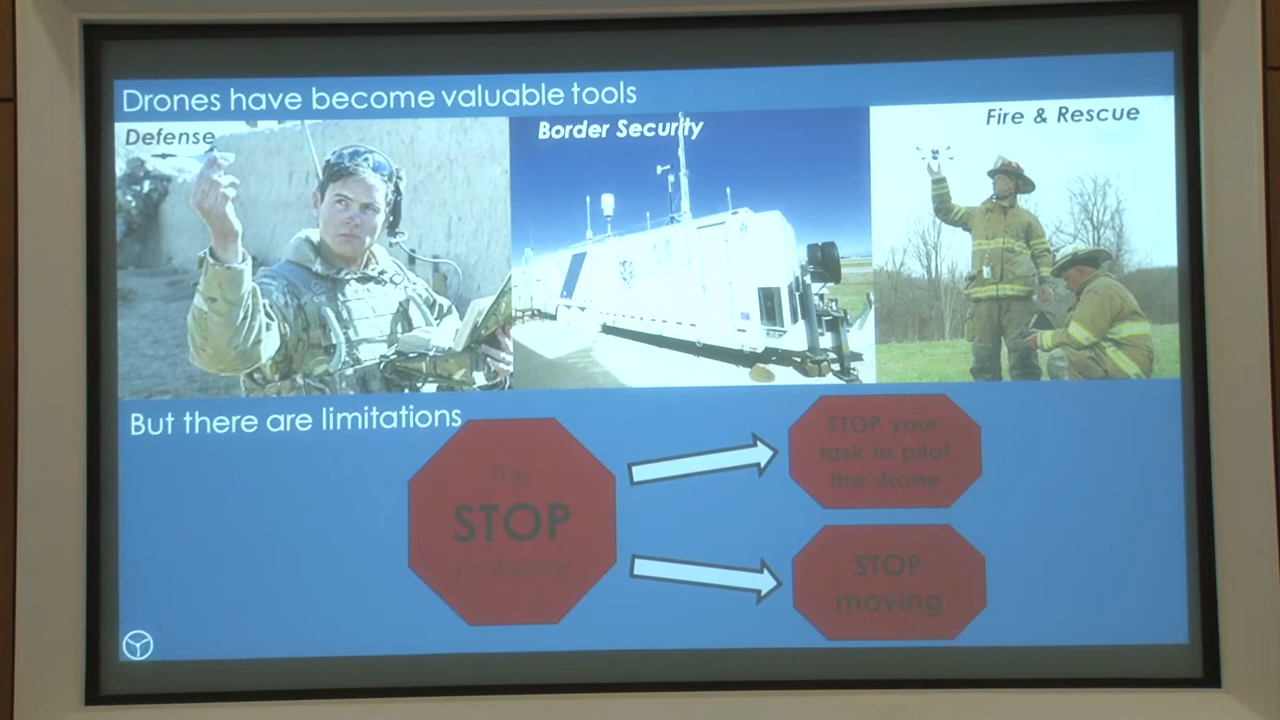 Drones have become valuable tools
Defense
Border Security
Fire & Rescue
But there are limitations
the
STOP
problems
STOP your
task to pilot
the drone
STOP
moving